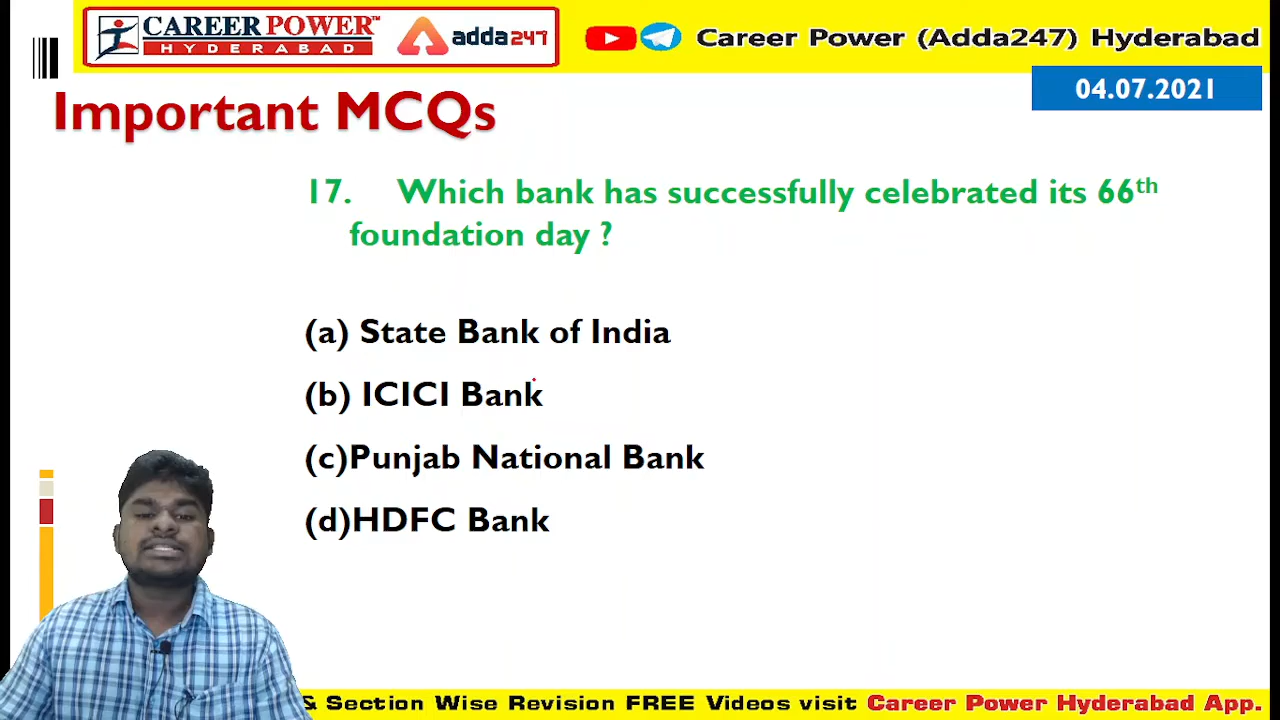 CAREER POWER™
HYDERABAD
adda247
Career Power (Adda247) Hyderabad
04.07.2021
Important MCQs
17. Which bank has successfully celebrated its 66th
foundation day ?
(a) State Bank of India
(b) ICICI Bank
(c)Punjab National Bank
(d)HDFC Bank
& Section Wise Revision FREE Videos visit Career Power Hyderabad App.